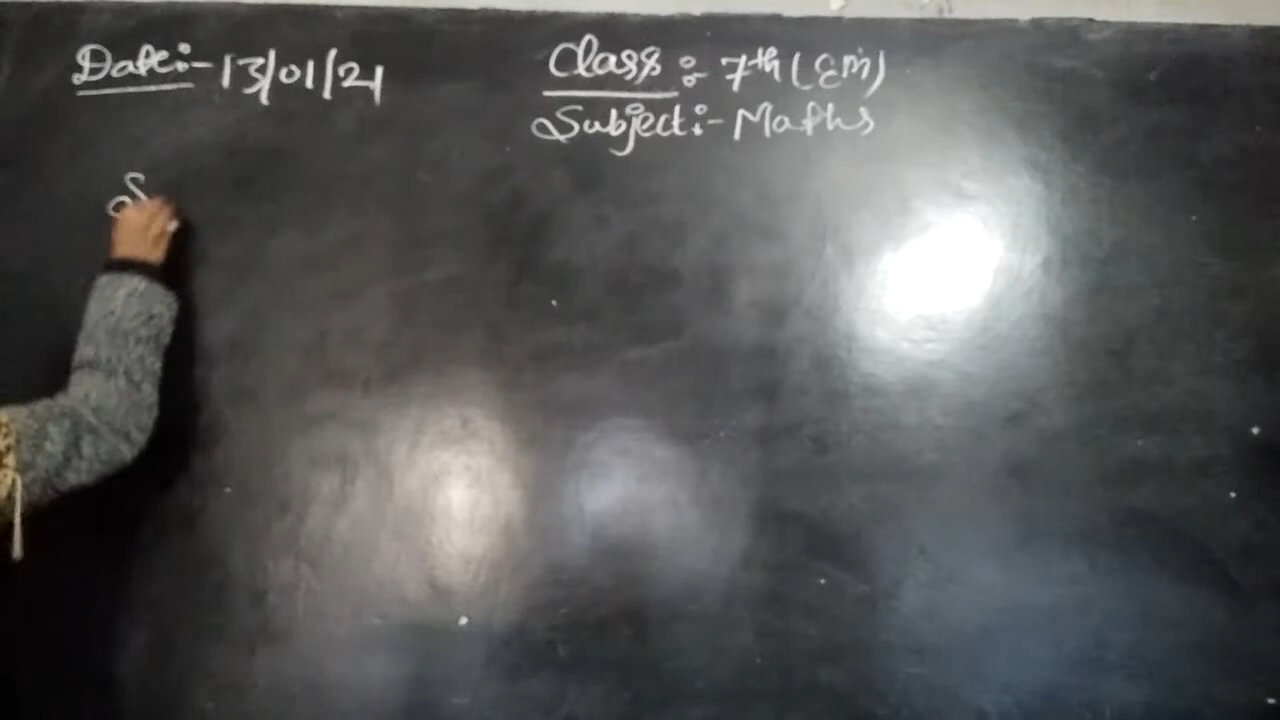 Date:- 13/01/21
Class :- 7th (EM)
Subject:- Maths
S